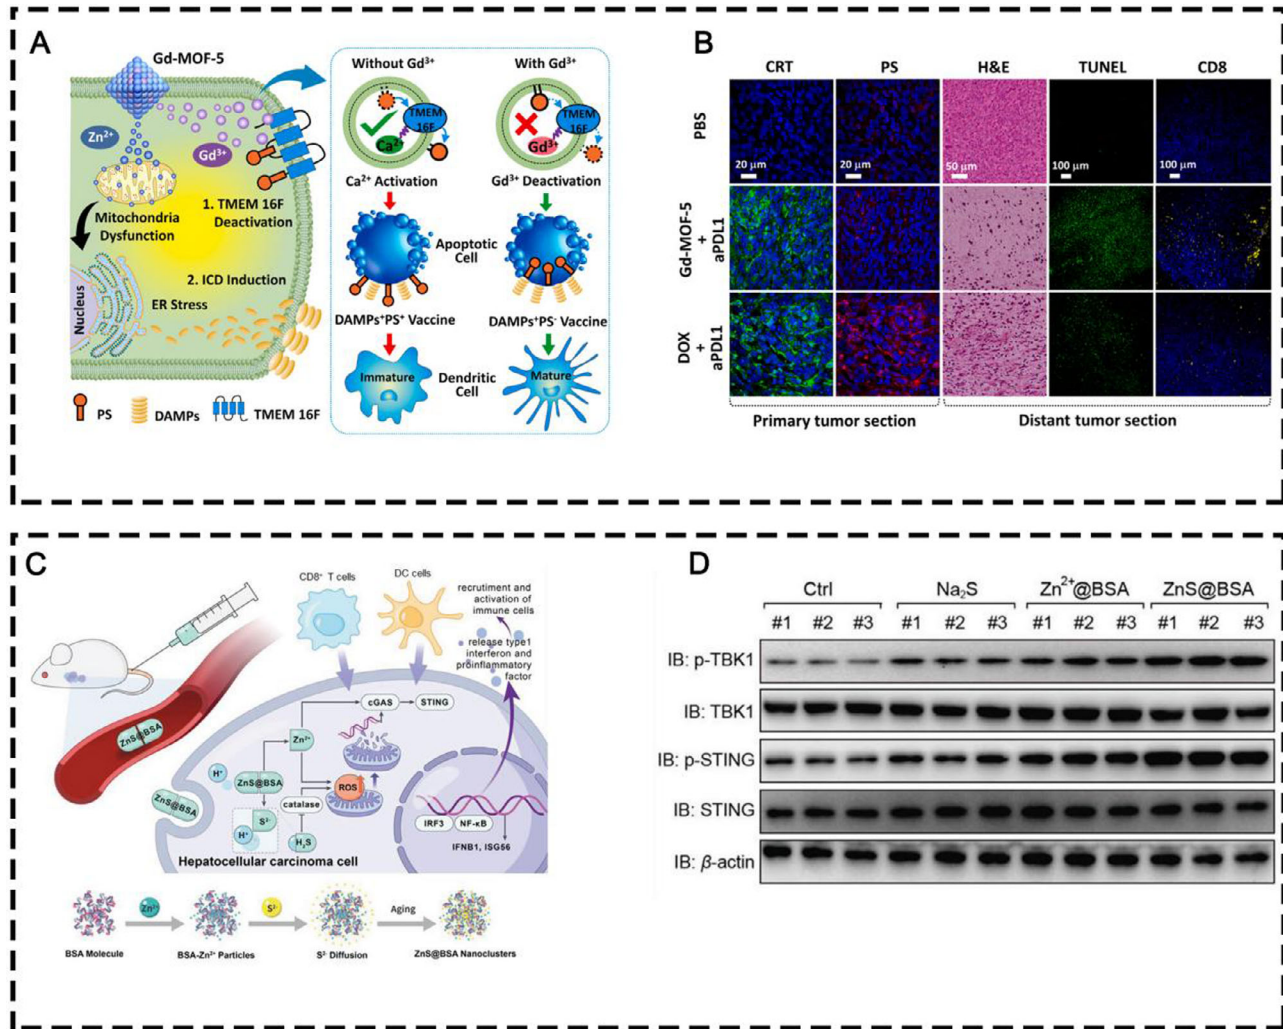 A
Gd-MOF-5
Zn²⁺
Gd³⁺
Mitochondria
Dysfunction
1. TMEM 16F
Deactivation
2. ICD Induction
Nucleus
ER Stress
PS
DAMPs
TMEM 16F
Without Gd³⁺
With Gd³⁺
TMEM
16F
Ca²⁺
TMEM
16F
Gd³⁺
Ca²⁺ Activation
Gd³⁺ Deactivation
Apoptotic
Cell
DAMPs⁺PS⁺ Vaccine
DAMPs⁺PS⁻ Vaccine
Immature
Dendritic
Cell
Mature
B
CRT
PS
H&E
TUNEL
CD8
PBS
20 μm
20 μm
50 μm
100 μm
100 μm
Gd-MOF-5
+
aPDL1
DOX
+
aPDL1
Primary tumor section
Distant tumor section
C
CD8⁺ T cells
DC cells
recrutiment and
activation of
immune cells
release type1
interferon and
proinflammatory
factor
cGAS
STING
ZnS@BSA
Zn²⁺
H⁺
ZnS@BSA
ROS
ZnS@BSA
catalase
S²⁻
H⁺
H₂S
IRF3
NF-κB
IFNB1, ISG56
Hepatocellular carcinoma cell
Zn²⁺
S²⁻
Aging
BSA Molecule
BSA-Zn²⁺ Particles
S²⁻ Diffusion
ZnS@BSA Nanoclusters
D
Ctrl
Na₂S
Zn²⁺@BSA
ZnS@BSA
#1 #2 #3 #1 #2 #3 #1 #2 #3 #1 #2 #3
IB: p-TBK1
IB: TBK1
IB: p-STING
IB: STING
IB: β-actin